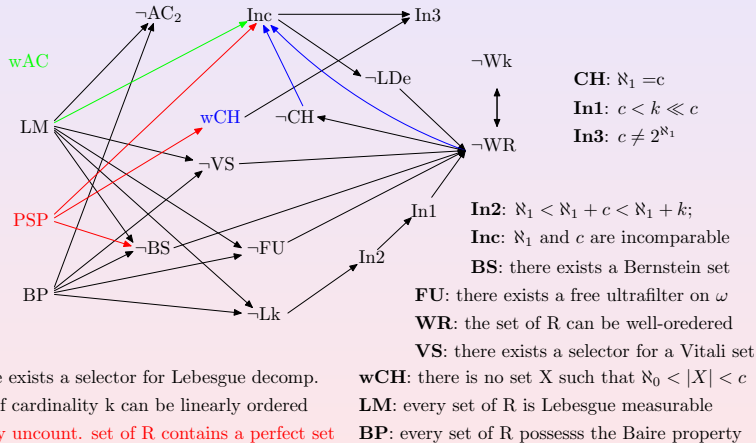 ¬AC₂
Inc
In3
wAC
¬Wk
¬LDe
CH: ℵ₁ =c
In1: c < k ≪ c
In3: c ≠ 2^ℵ₁
wCH
¬CH
LM
¬WR
¬VS
PSP
In1
In2: ℵ₁ < ℵ₁ + c < ℵ₁ + k;
Inc: ℵ₁ and c are incomparable
¬BS
¬FU
In2
BS: there exists a Bernstein set
BP
¬Lk
FU: there exists a free ultrafilter on ω
WR: the set of R can be well-oredered
VS: there exists a selector for a Vitali set
e exists a selector for Lebesgue decomp.
wCH: there is no set X such that ℵ₀ < |X| < c
f cardinality k can be linearly ordered
LM: every set of R is Lebesgue measurable
y uncount. set of R contains a perfect set
BP: every set of R possesss the Baire property